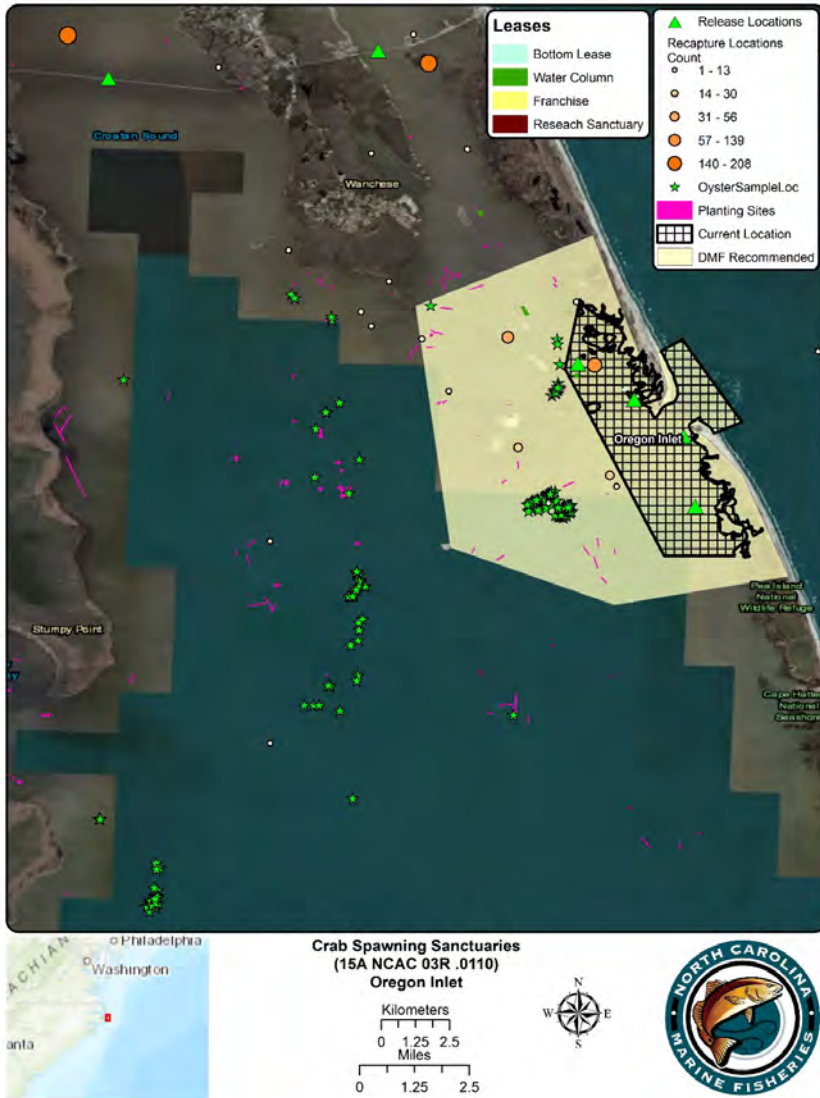 Leases
Bottom Lease
Water Column
Franchise
Reseach Sanctuary
Release Locations
Recapture Locations
Count
1 - 13
14 - 30
31 - 56
57 - 139
140 - 208
OysterSampleLoc
Planting Sites
Current Location
DMF Recommended
Croatan Sound
Wanchese
Oregon Inlet
Pea Island
National
Wildlife Refuge
Stumpy Point
Cape Hatte
National
Seashore
ACHIAN
Philadelphia
Washington
anta
Crab Spawning Sanctuaries
(15A NCAC 03R .0110)
Oregon Inlet
Kilometers
0 1.25 2.5
Miles
0 1.25 2.5
N
W E
S
NORTH CAROLINA
MARINE FISHERIES